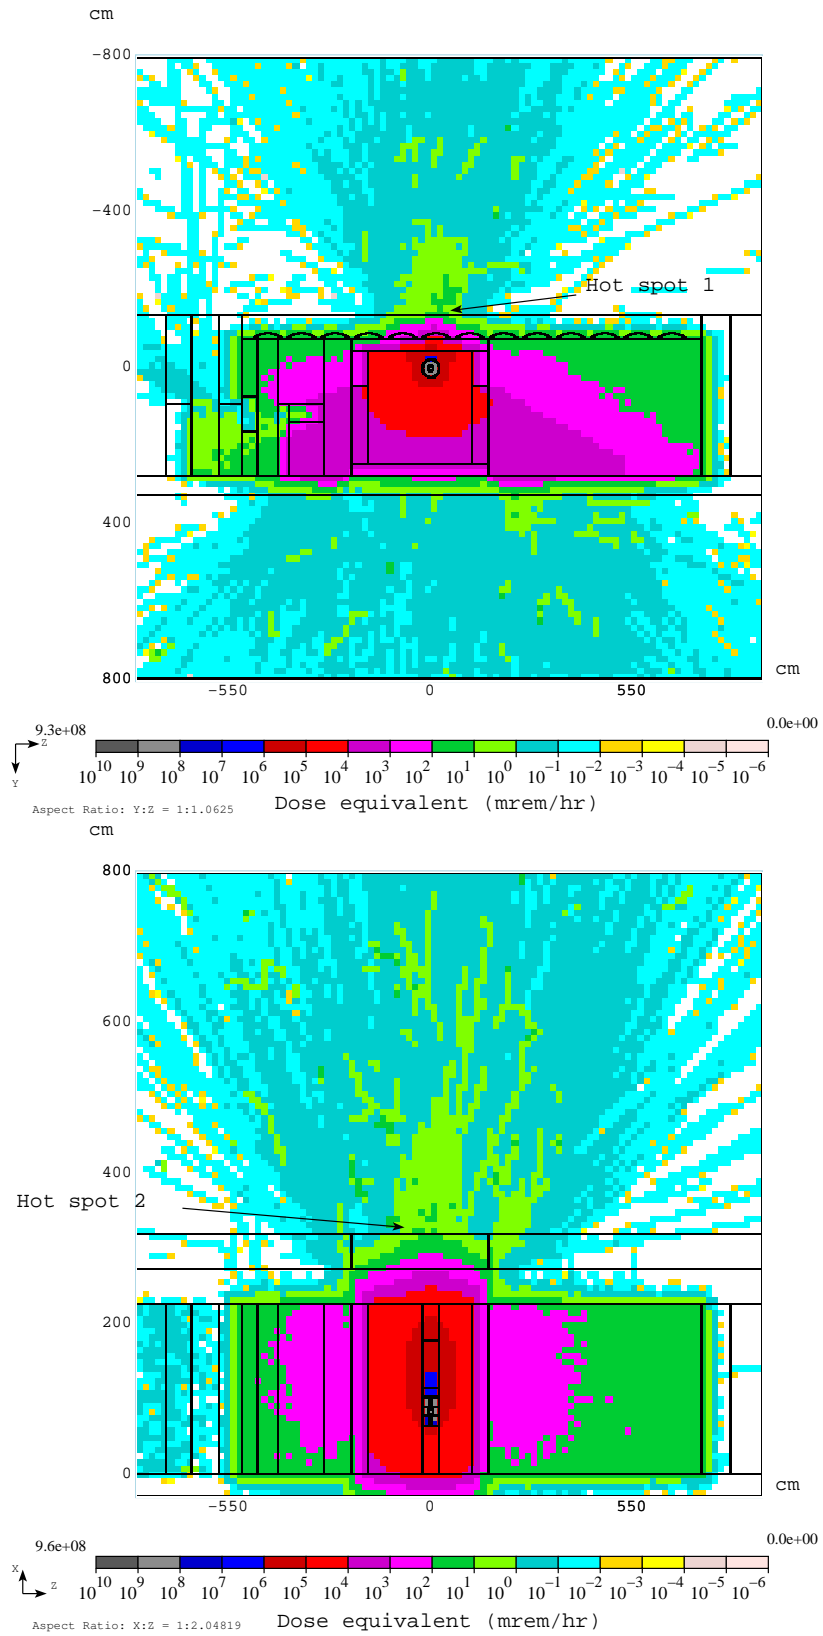 cm
−800
−400
Hot spot 1
0
400
800
cm
−550 0 550
9.3e+08 0.0e+00
Z
Y
10^10 10^9 10^8 10^7 10^6 10^5 10^4 10^3 10^2 10^1 10^0 10^−1 10^−2 10^−3 10^−4 10^−5 10^−6
Aspect Ratio: Y:Z = 1:1.0625
Dose equivalent (mrem/hr)
cm
800
600
400
Hot spot 2
200
0
cm
−550 0 550
9.6e+08 0.0e+00
X
Z
10^10 10^9 10^8 10^7 10^6 10^5 10^4 10^3 10^2 10^1 10^0 10^−1 10^−2 10^−3 10^−4 10^−5 10^−6
Aspect Ratio: X:Z = 1:2.04819
Dose equivalent (mrem/hr)